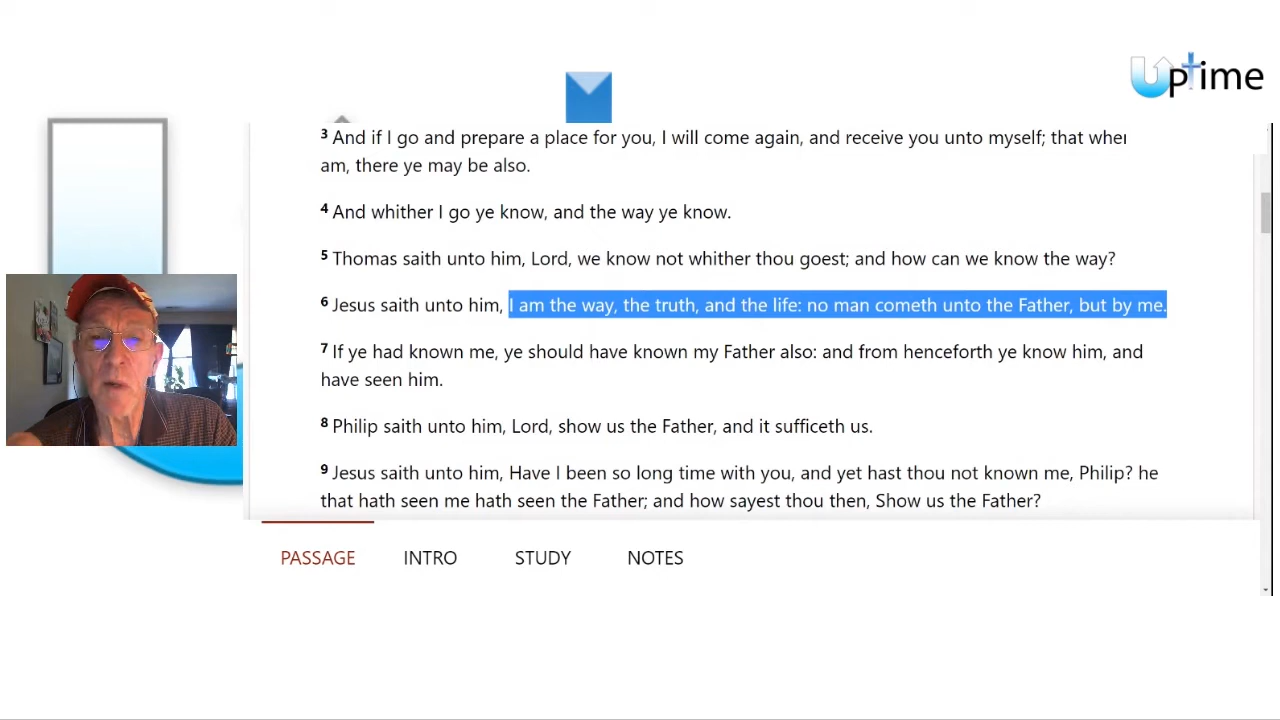 Uptime
3 And if I go and prepare a place for you, I will come again, and receive you unto myself; that
am, there ye may be also.
4 And whither I go ye know, and the way ye know.
5 Thomas saith unto him, Lord, we know not whither thou goest; and how can we know the way?
6 Jesus saith unto him, I am the way, the truth, and the life: no man cometh unto the Father, but by me.
7 If ye had known me, ye should have known my Father also: and from henceforth ye know him, and
have seen him.
8 Philip saith unto him, Lord, show us the Father, and it sufficeth us.
9 Jesus saith unto him, Have I been so long time with you, and yet hast thou not known me, Philip? he
that hath seen me hath seen the Father; and how sayest thou then, Show us the Father?
PASSAGE INTRO STUDY NOTES